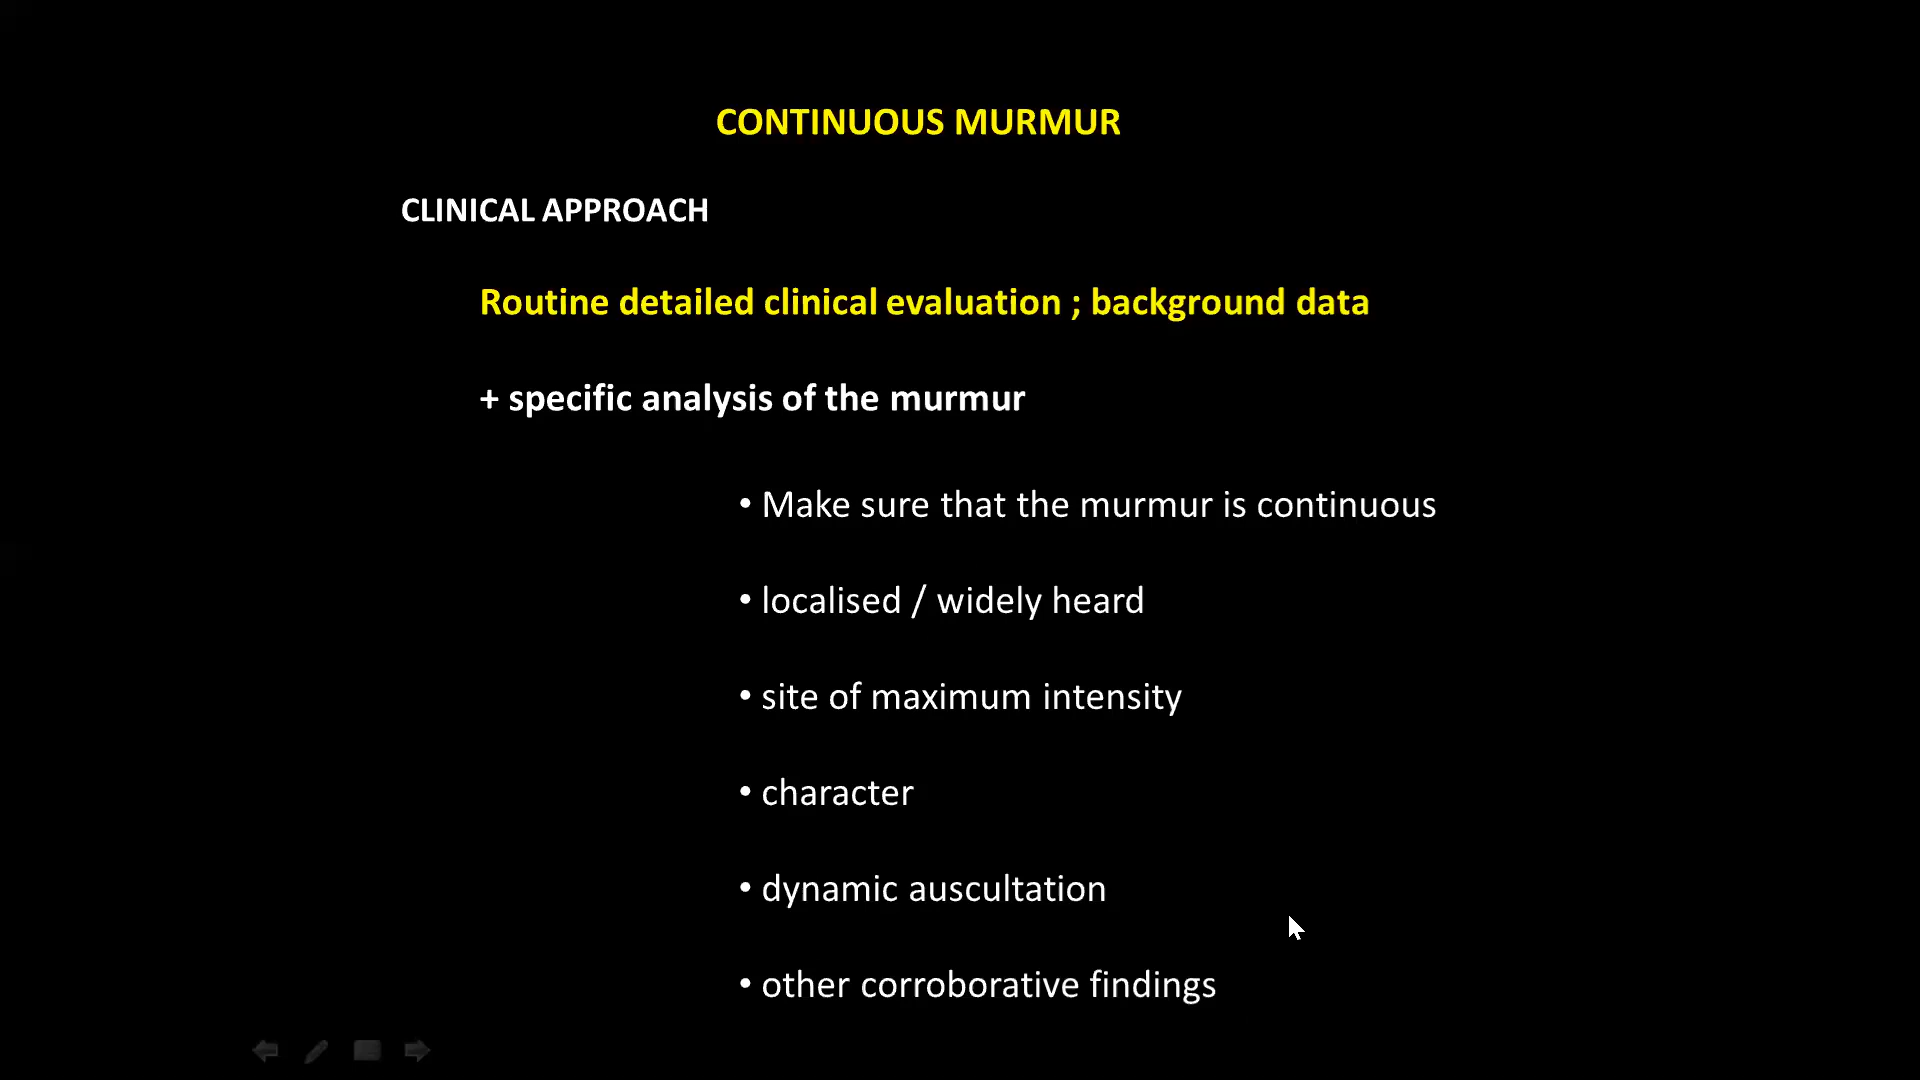 CONTINUOUS MURMUR
CLINICAL APPROACH
Routine detailed clinical evaluation ; background data
+ specific analysis of the murmur
• Make sure that the murmur is continuous
• localised / widely heard
• site of maximum intensity
• character
• dynamic auscultation
• other corroborative findings